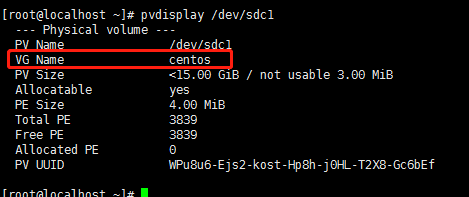 [root@localhost ~]# pvdisplay /dev/sdc1
--- Physical volume ---
PV Name /dev/sdc1
VG Name centos
PV Size <15.00 GiB / not usable 3.00 MiB
Allocatable yes
PE Size 4.00 MiB
Total PE 3839
Free PE 3839
Allocated PE 0
PV UUID WPu8u6-Ejs2-kost-Hp8h-j0HL-T2X8-Gc6bEf
[root@localhost ~]#